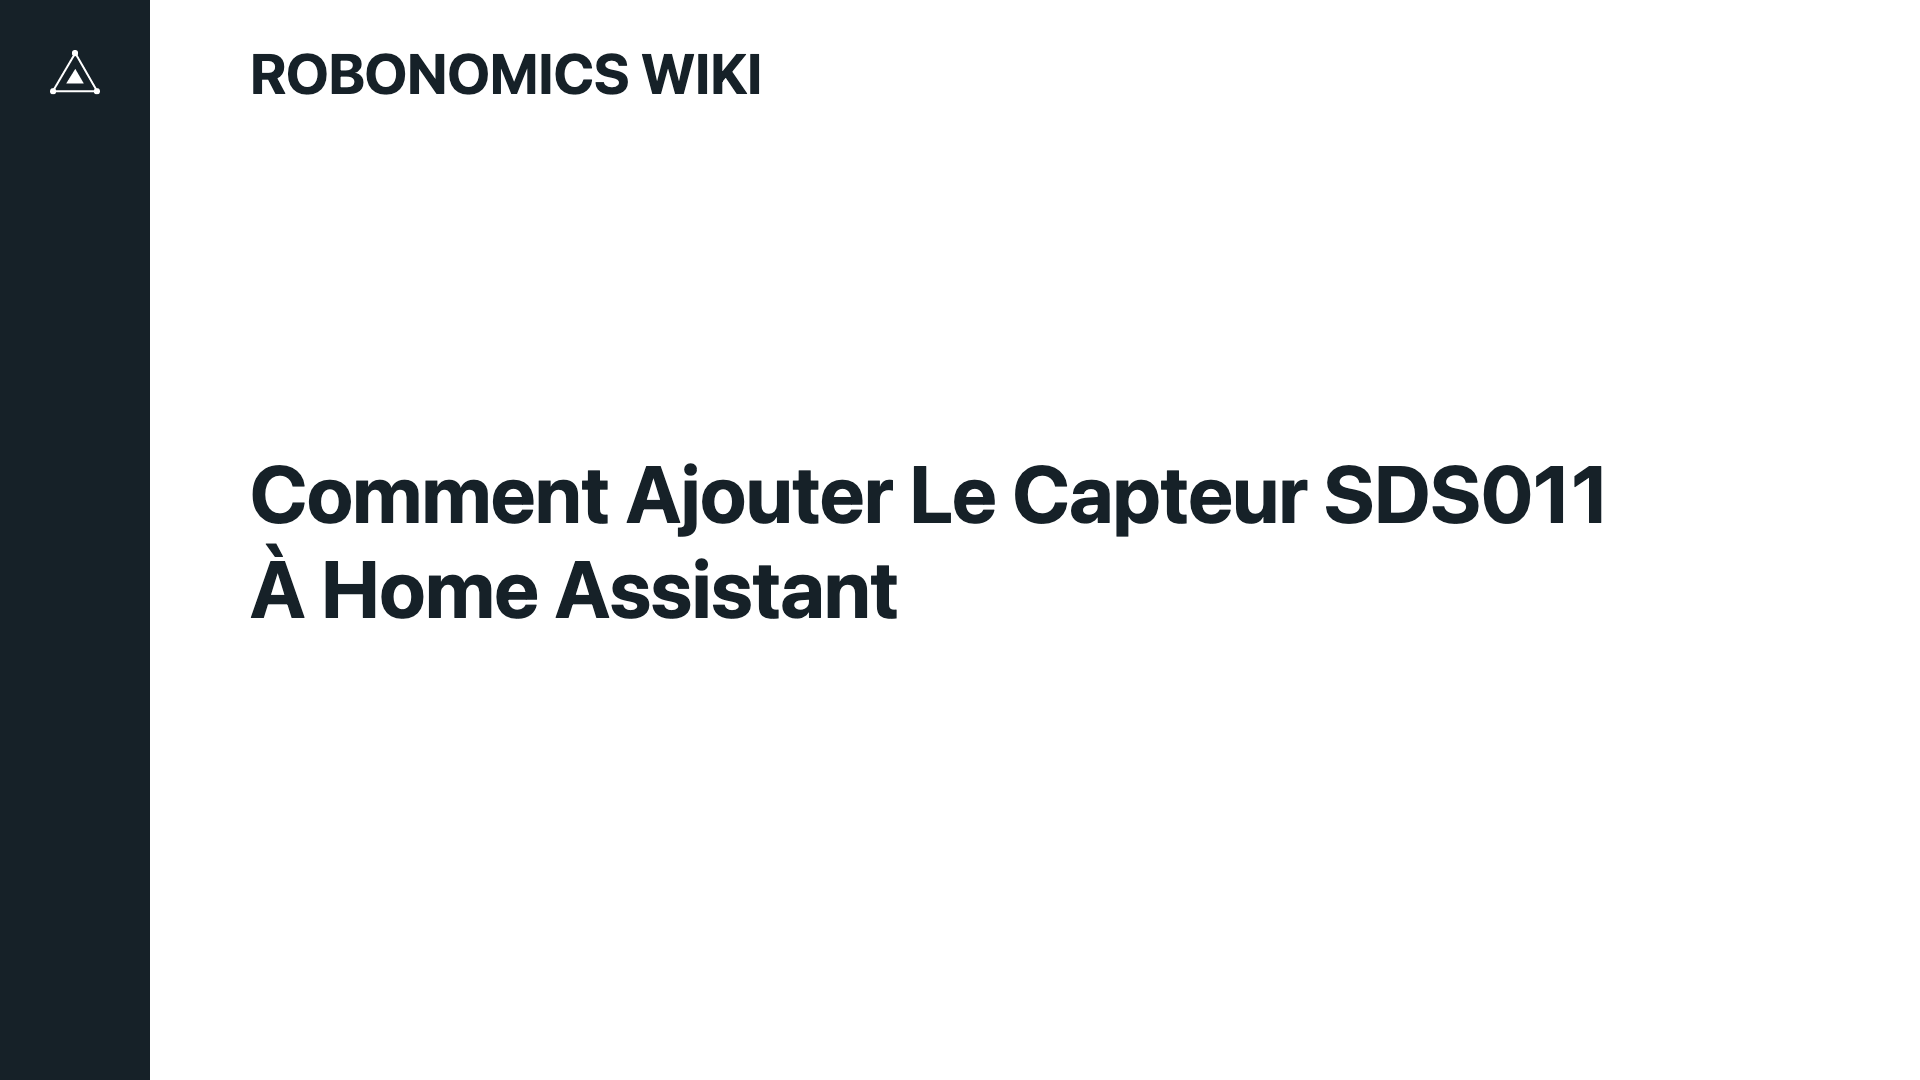 ROBONOMICS WIKI
Comment Ajouter Le Capteur SDS011
À Home Assistant